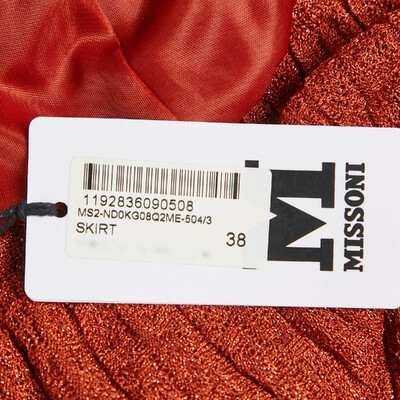 1192836090508
MS2-ND0KG08Q2ME-504/3
SKIRT
38
M
MISSONI